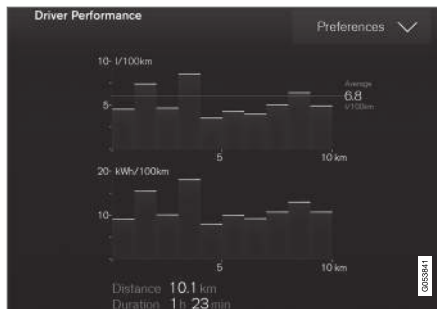 Driver Performance
Preferences
10- l/100km
Average
6.8
l/100km
5-
5 10 km
20- kWh/100km
10-
5 10 km
Distance 10.1 km
Duration 1 h 23 min
G053841